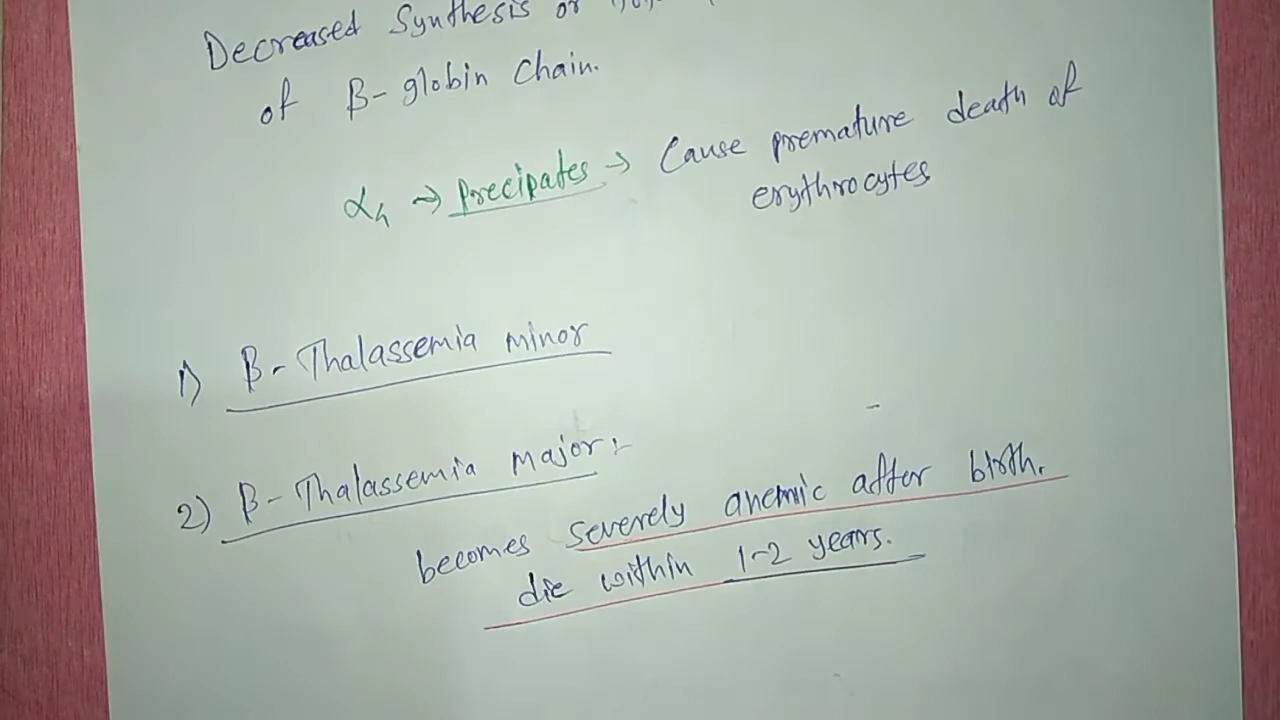 Decreased Synthesis or
of β-globin Chain.
α4 → Precipates → Cause premature death of
erythrocytes
1) β-Thalassemia minor
2) β-Thalassemia Major:-
becomes severely anemic after birth.
die within 1-2 years.